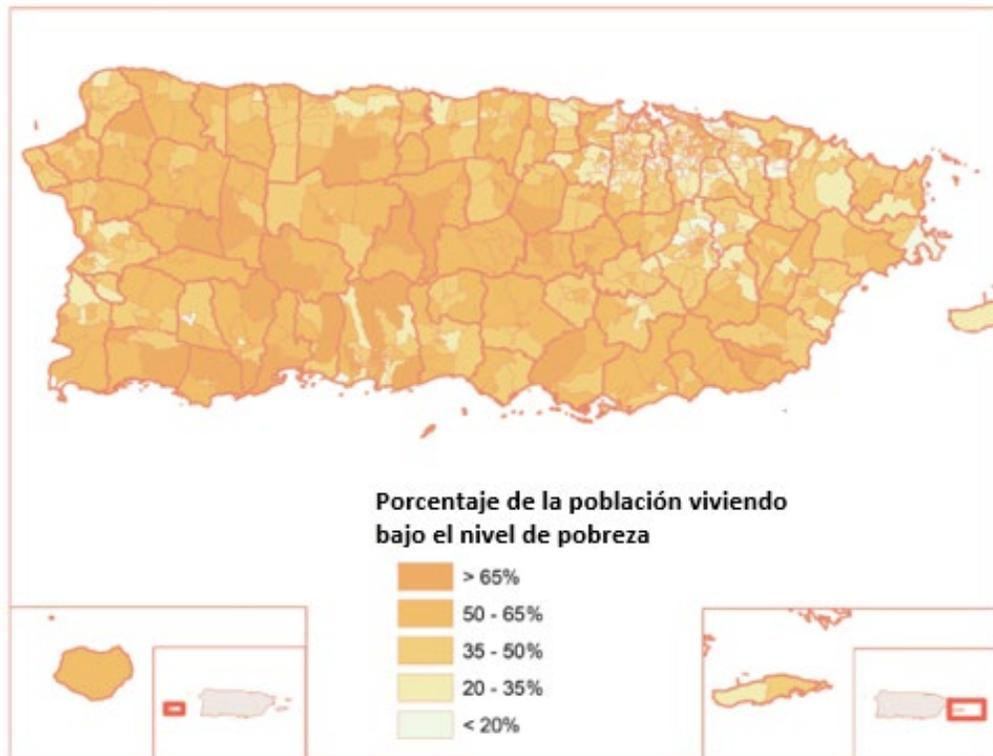 Porcentaje de la población viviendo
bajo el nivel de pobreza
> 65%
50 - 65%
35 - 50%
20 - 35%
< 20%